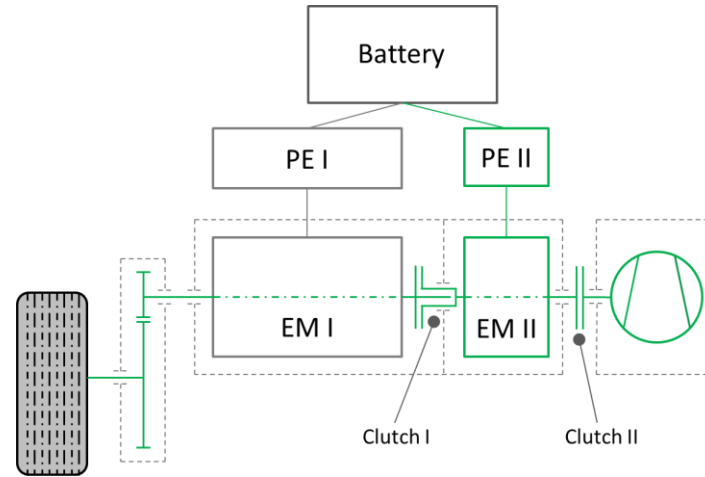 Battery
PE I
PE II
EM I
EM II
Clutch I
Clutch II